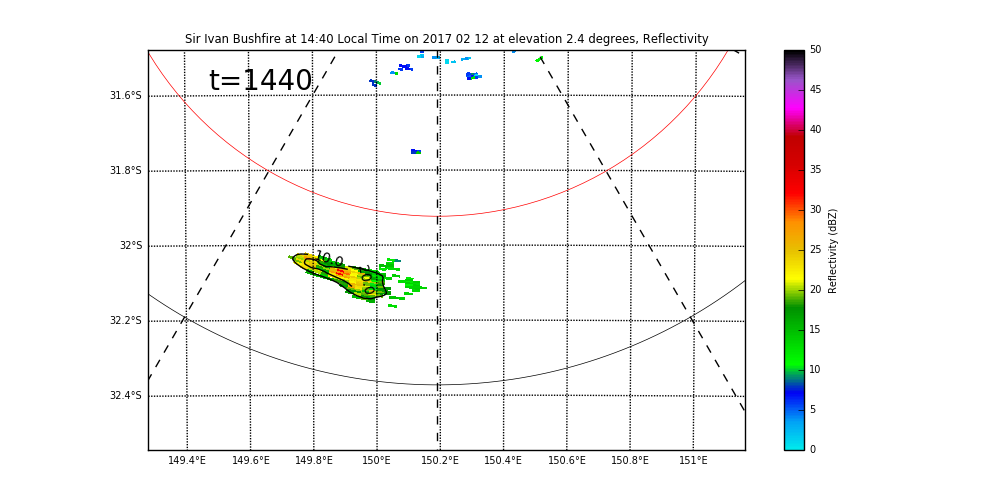 Sir Ivan Bushfire at 14:40 Local Time on 2017 02 12 at elevation 2.4 degrees, Reflectivity
t=1440
31.6°S
31.8°S
32°S
32.2°S
32.4°S
10.0
10.0
149.4°E 149.6°E 149.8°E 150°E 150.2°E 150.4°E 150.6°E 150.8°E 151°E
50
45
40
35
30
25
20
15
10
5
0
Reflectivity (dBZ)